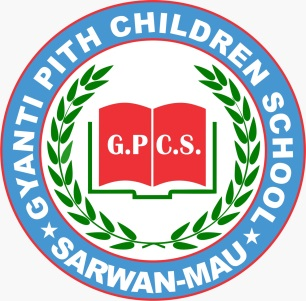 GYANTI PITH CHILDREN SCHOOL
G.P.C.S.
SARWAN-MAU